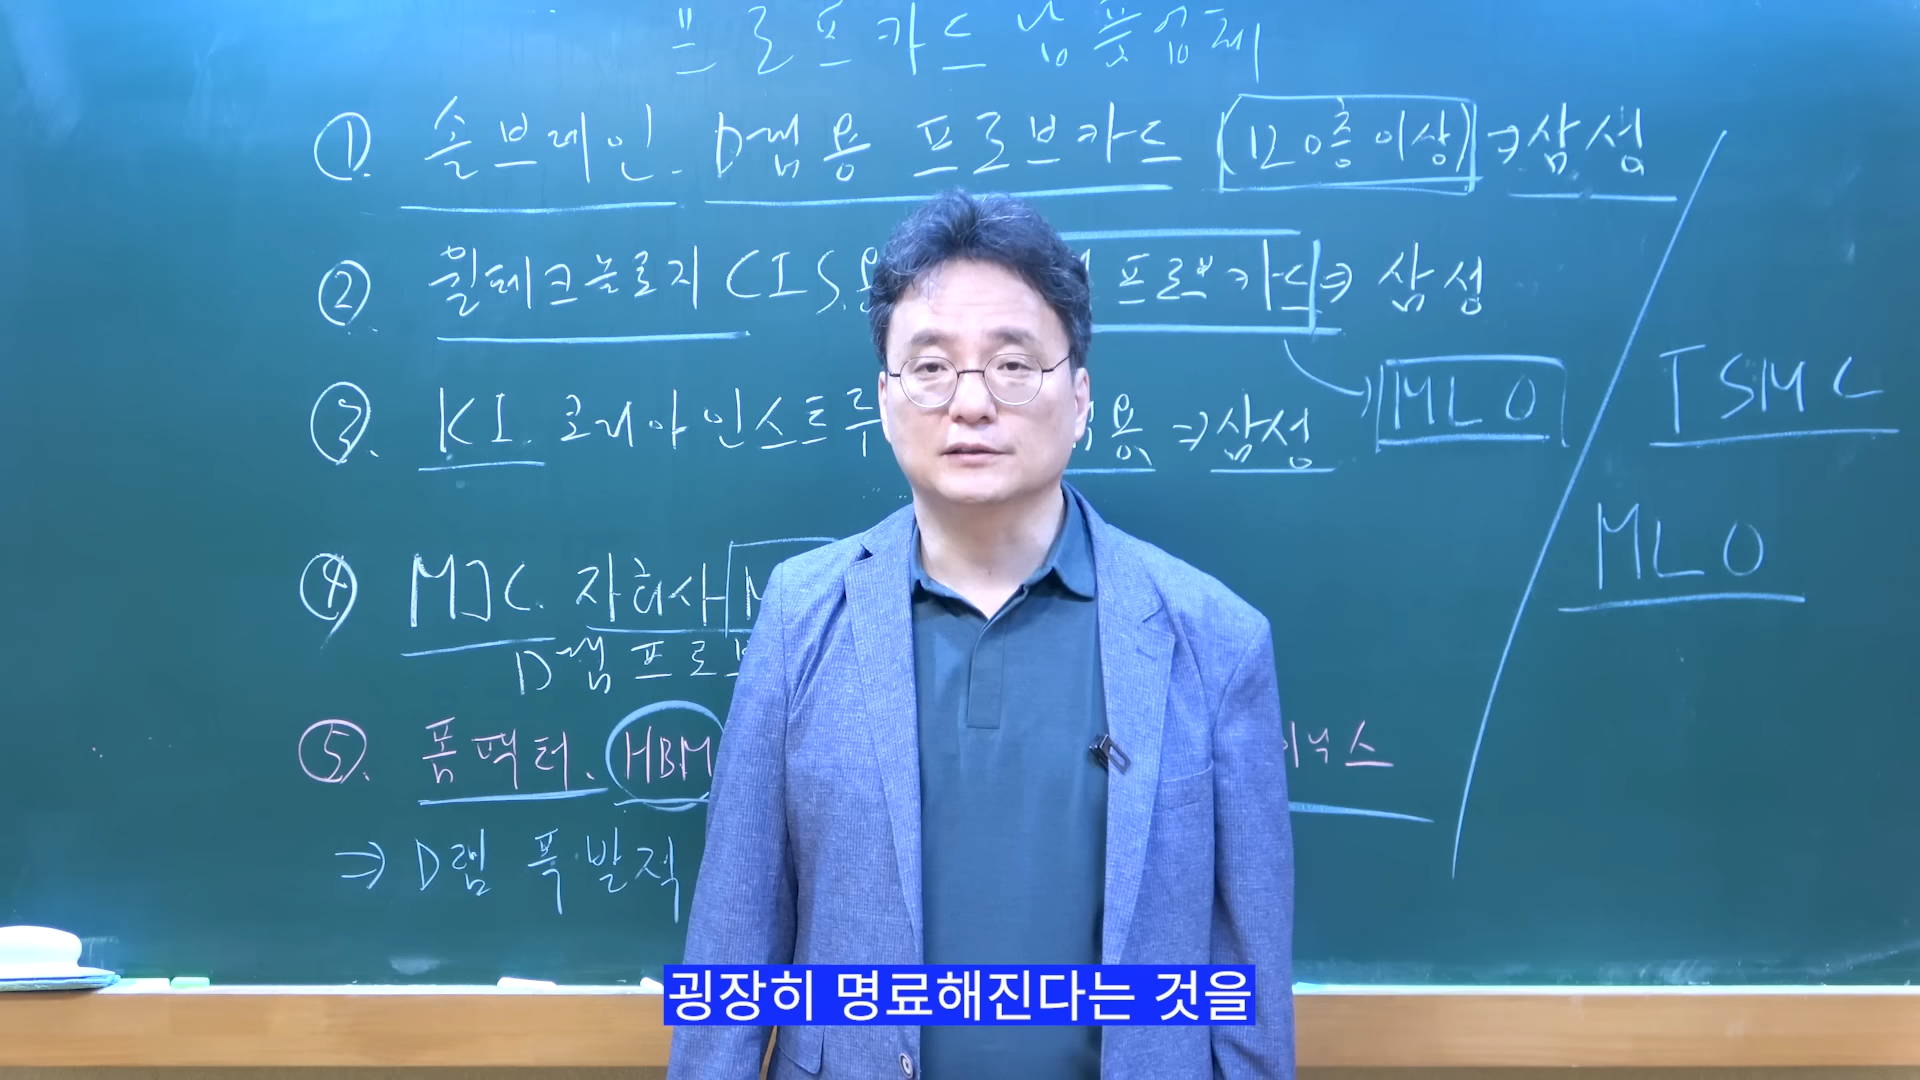 프로프카드 납품업체
① 솔브레인. D램용 프로브카드 (120층이상) ⇒ 삼성
② 윌테크놀로지 CIS용 프로브카드 ⇒ 삼성
MLO
TSMC
③. KI. 코리아인스트루 용 ⇒ 삼성
MLO
④ MJC. 자회사
D램 프로브
⑤. 폼팩터. HBM 이닉스
⇒ D램 폭발적
굉장히 명료해진다는 것을